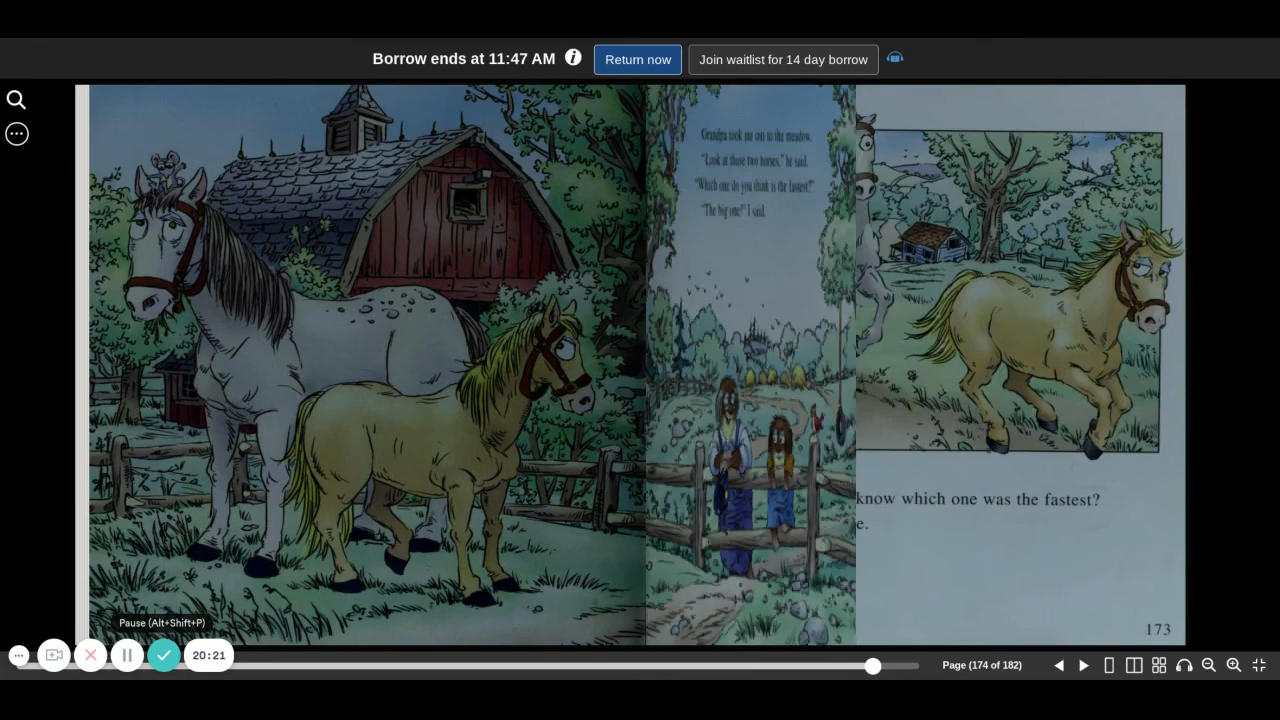 Borrow ends at 11:47 AM
Return now
Join waitlist for 14 day borrow
Grandpa took me out to the meadow.
"Look at those two horses," he said.
"Which one do you think is the fastest?"
"The big one!" I said.
know which one was the fastest?
e.
173
Pause (Alt+Shift+P)
20:21
Page (174 of 182)